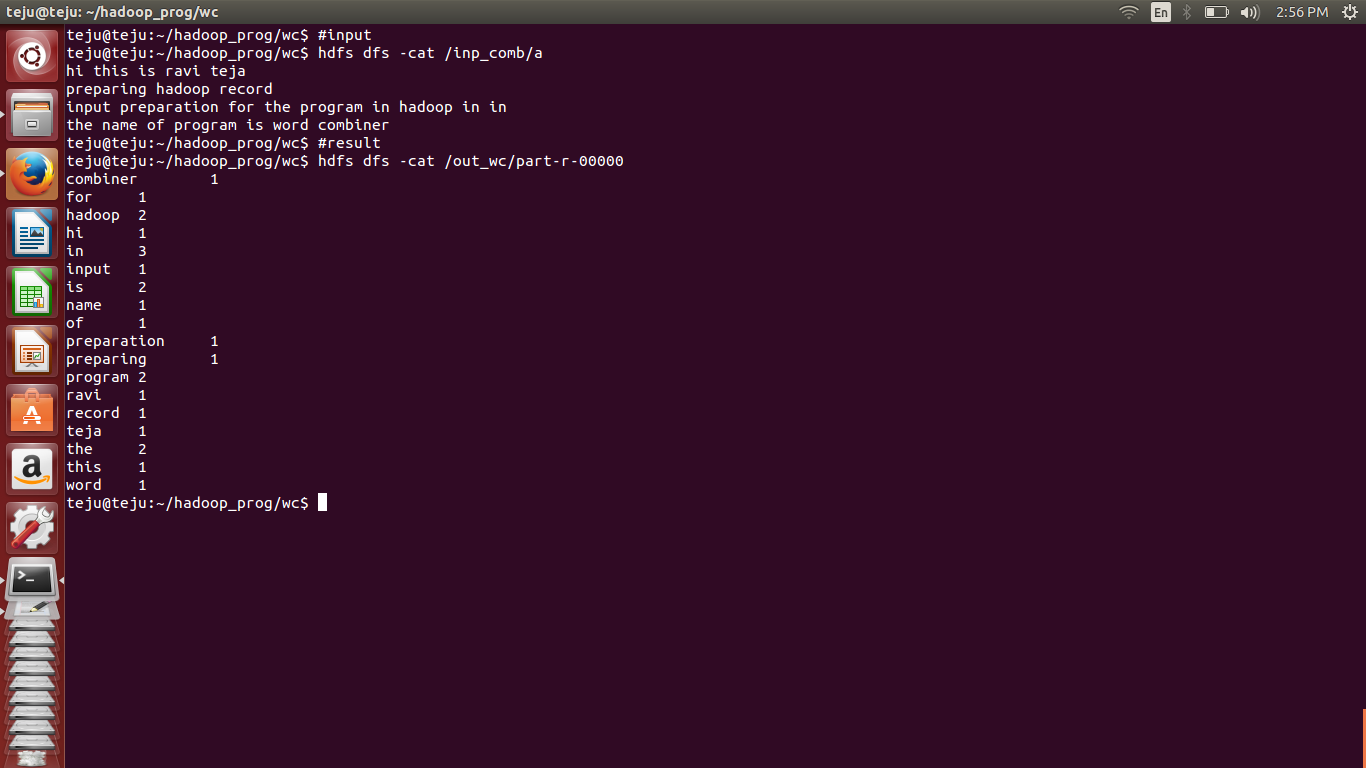 teju@teju: ~/hadoop_prog/wc
En
2:56 PM
teju@teju:~/hadoop_prog/wc$ #input
teju@teju:~/hadoop_prog/wc$ hdfs dfs -cat /inp_comb/a
hi this is ravi teja
preparing hadoop record
input preparation for the program in hadoop in in
the name of program is word combiner
teju@teju:~/hadoop_prog/wc$ #result
teju@teju:~/hadoop_prog/wc$ hdfs dfs -cat /out_wc/part-r-00000
combiner	1
for	1
hadoop	2
hi	1
in	3
input	1
is	2
name	1
of	1
preparation	1
preparing	1
program	2
ravi	1
record	1
teja	1
the	2
this	1
word	1
teju@teju:~/hadoop_prog/wc$